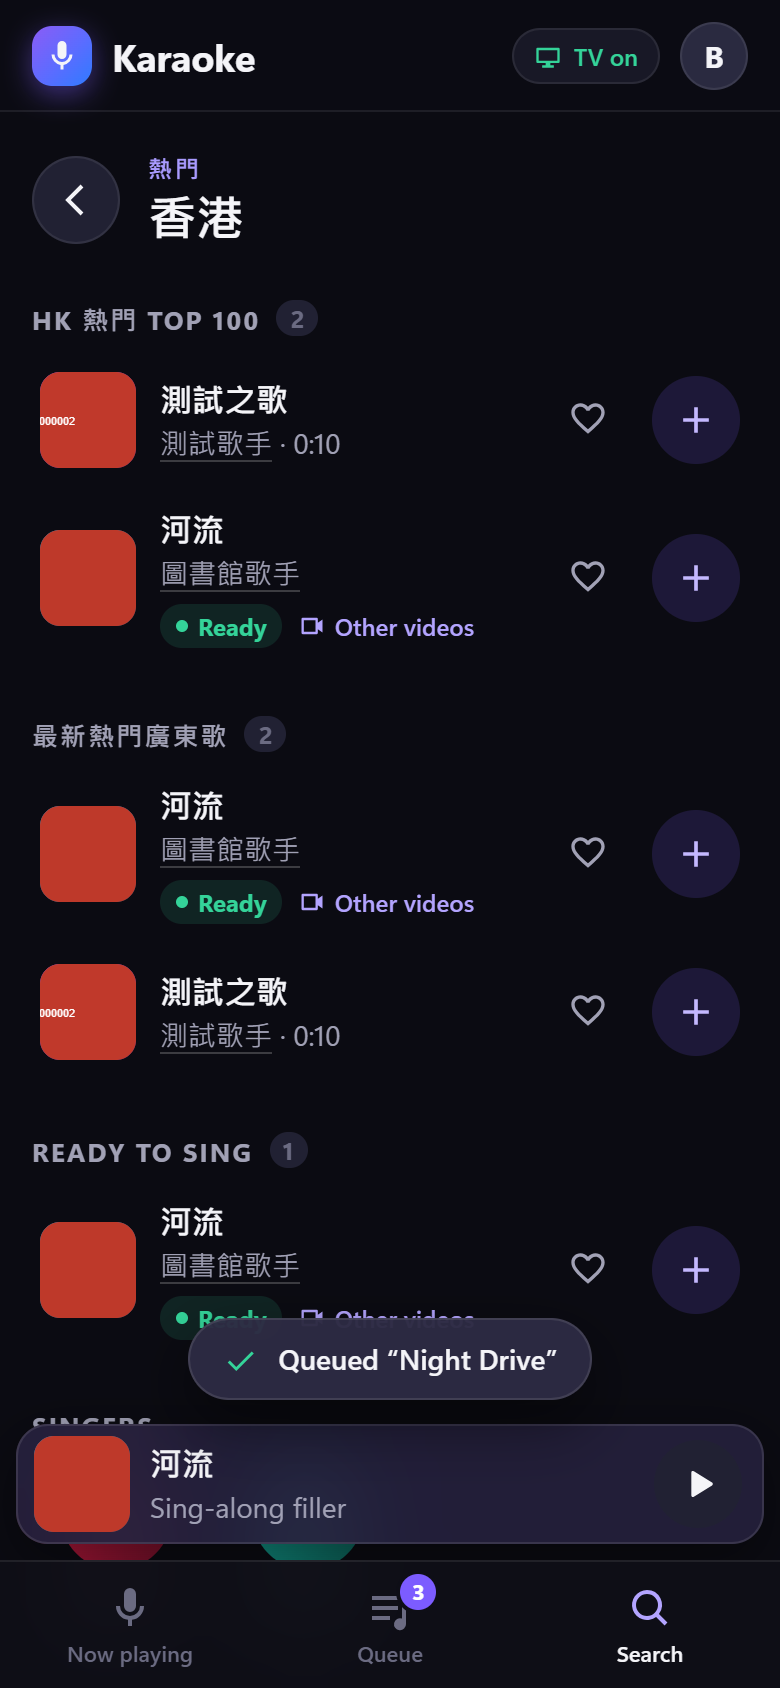 Karaoke
TV on
B
熱門
香港
HK 熱門 TOP 100 2
000002
測試之歌
測試歌手 · 0:10
河流
圖書館歌手
Ready Other videos
最新熱門廣東歌 2
河流
圖書館歌手
Ready Other videos
000002
測試之歌
測試歌手 · 0:10
READY TO SING 1
河流
圖書館歌手
Ready Other videos
Queued “Night Drive”
SINGERS
河流
Sing-along filler
3
Now playing
Queue
Search